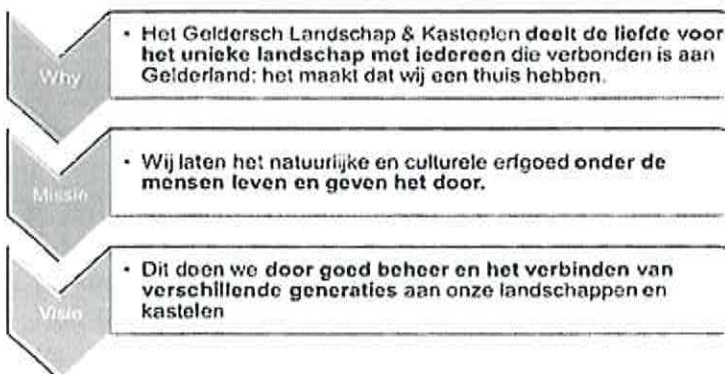 Why
• Het Geldersch Landschap & Kasteelen deelt de liefde voor
het unieke landschap met iedereen die verbonden is aan
Gelderland: het maakt dat wij een thuis hebben.
Missie
• Wij laten het natuurlijke en culturele erfgoed onder de
mensen leven en geven het door.
Visie
• Dit doen we door goed beheer en het verbinden van
verschillende generaties aan onze landschappen en
kastelen